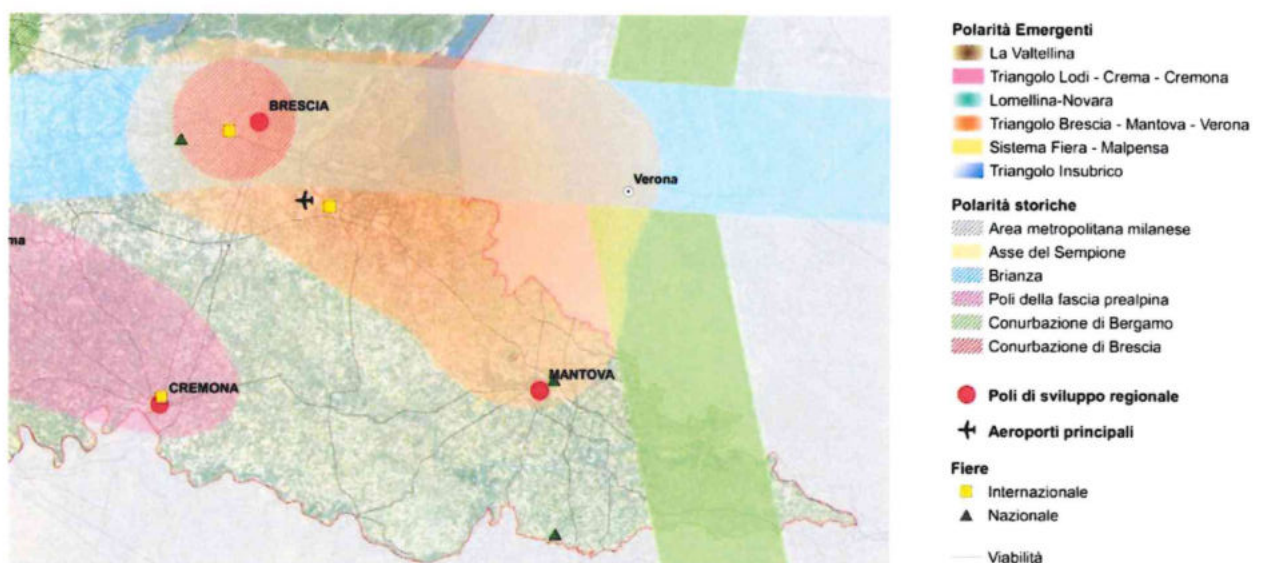 BRESCIA
Verona
ma
CREMONA
MANTOVA
Polarità Emergenti
La Valtellina
Triangolo Lodi - Crema - Cremona
Lomellina-Novara
Triangolo Brescia - Mantova - Verona
Sistema Fiera - Malpensa
Triangolo Insubrico
Polarità storiche
Area metropolitana milanese
Asse del Sempione
Brianza
Poli della fascia prealpina
Conurbazione di Bergamo
Conurbazione di Brescia
Poli di sviluppo regionale
Aeroporti principali
Fiere
Internazionale
Nazionale
Viabilità